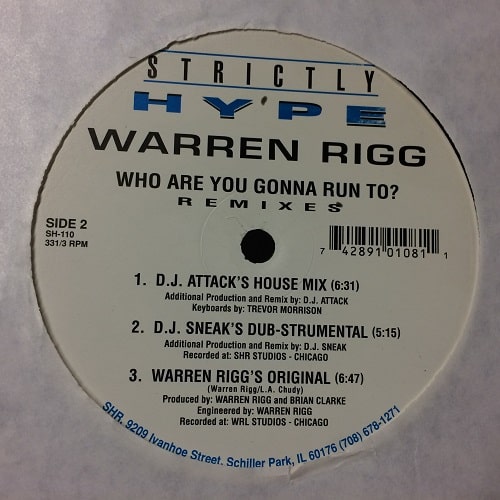 STRICTLY
HYPE
WARREN RIGG
WHO ARE YOU GONNA RUN TO?
REMIXES
SIDE 2
SH-110
331/3 RPM
7 42891 01081 1
1. D.J. ATTACK'S HOUSE MIX (6:31)
Additional Production and Remix by: D.J. ATTACK
Keyboards by: TREVOR MORRISON
2. D.J. SNEAK'S DUB-STRUMENTAL (5:15)
Additional Production and Remix by: D.J. SNEAK
Recorded at: SHR STUDIOS - CHICAGO
3. WARREN RIGG'S ORIGINAL (6:47)
(Warren Rigg/L.A. Chudy)
Produced by: WARREN RIGG and BRIAN CLARKE
Engineered by: WARREN RIGG
Recorded at: WRL STUDIOS - CHICAGO
SHR. 9209 Ivanhoe Street, Schiller Park, IL 60176 (708) 678-1271